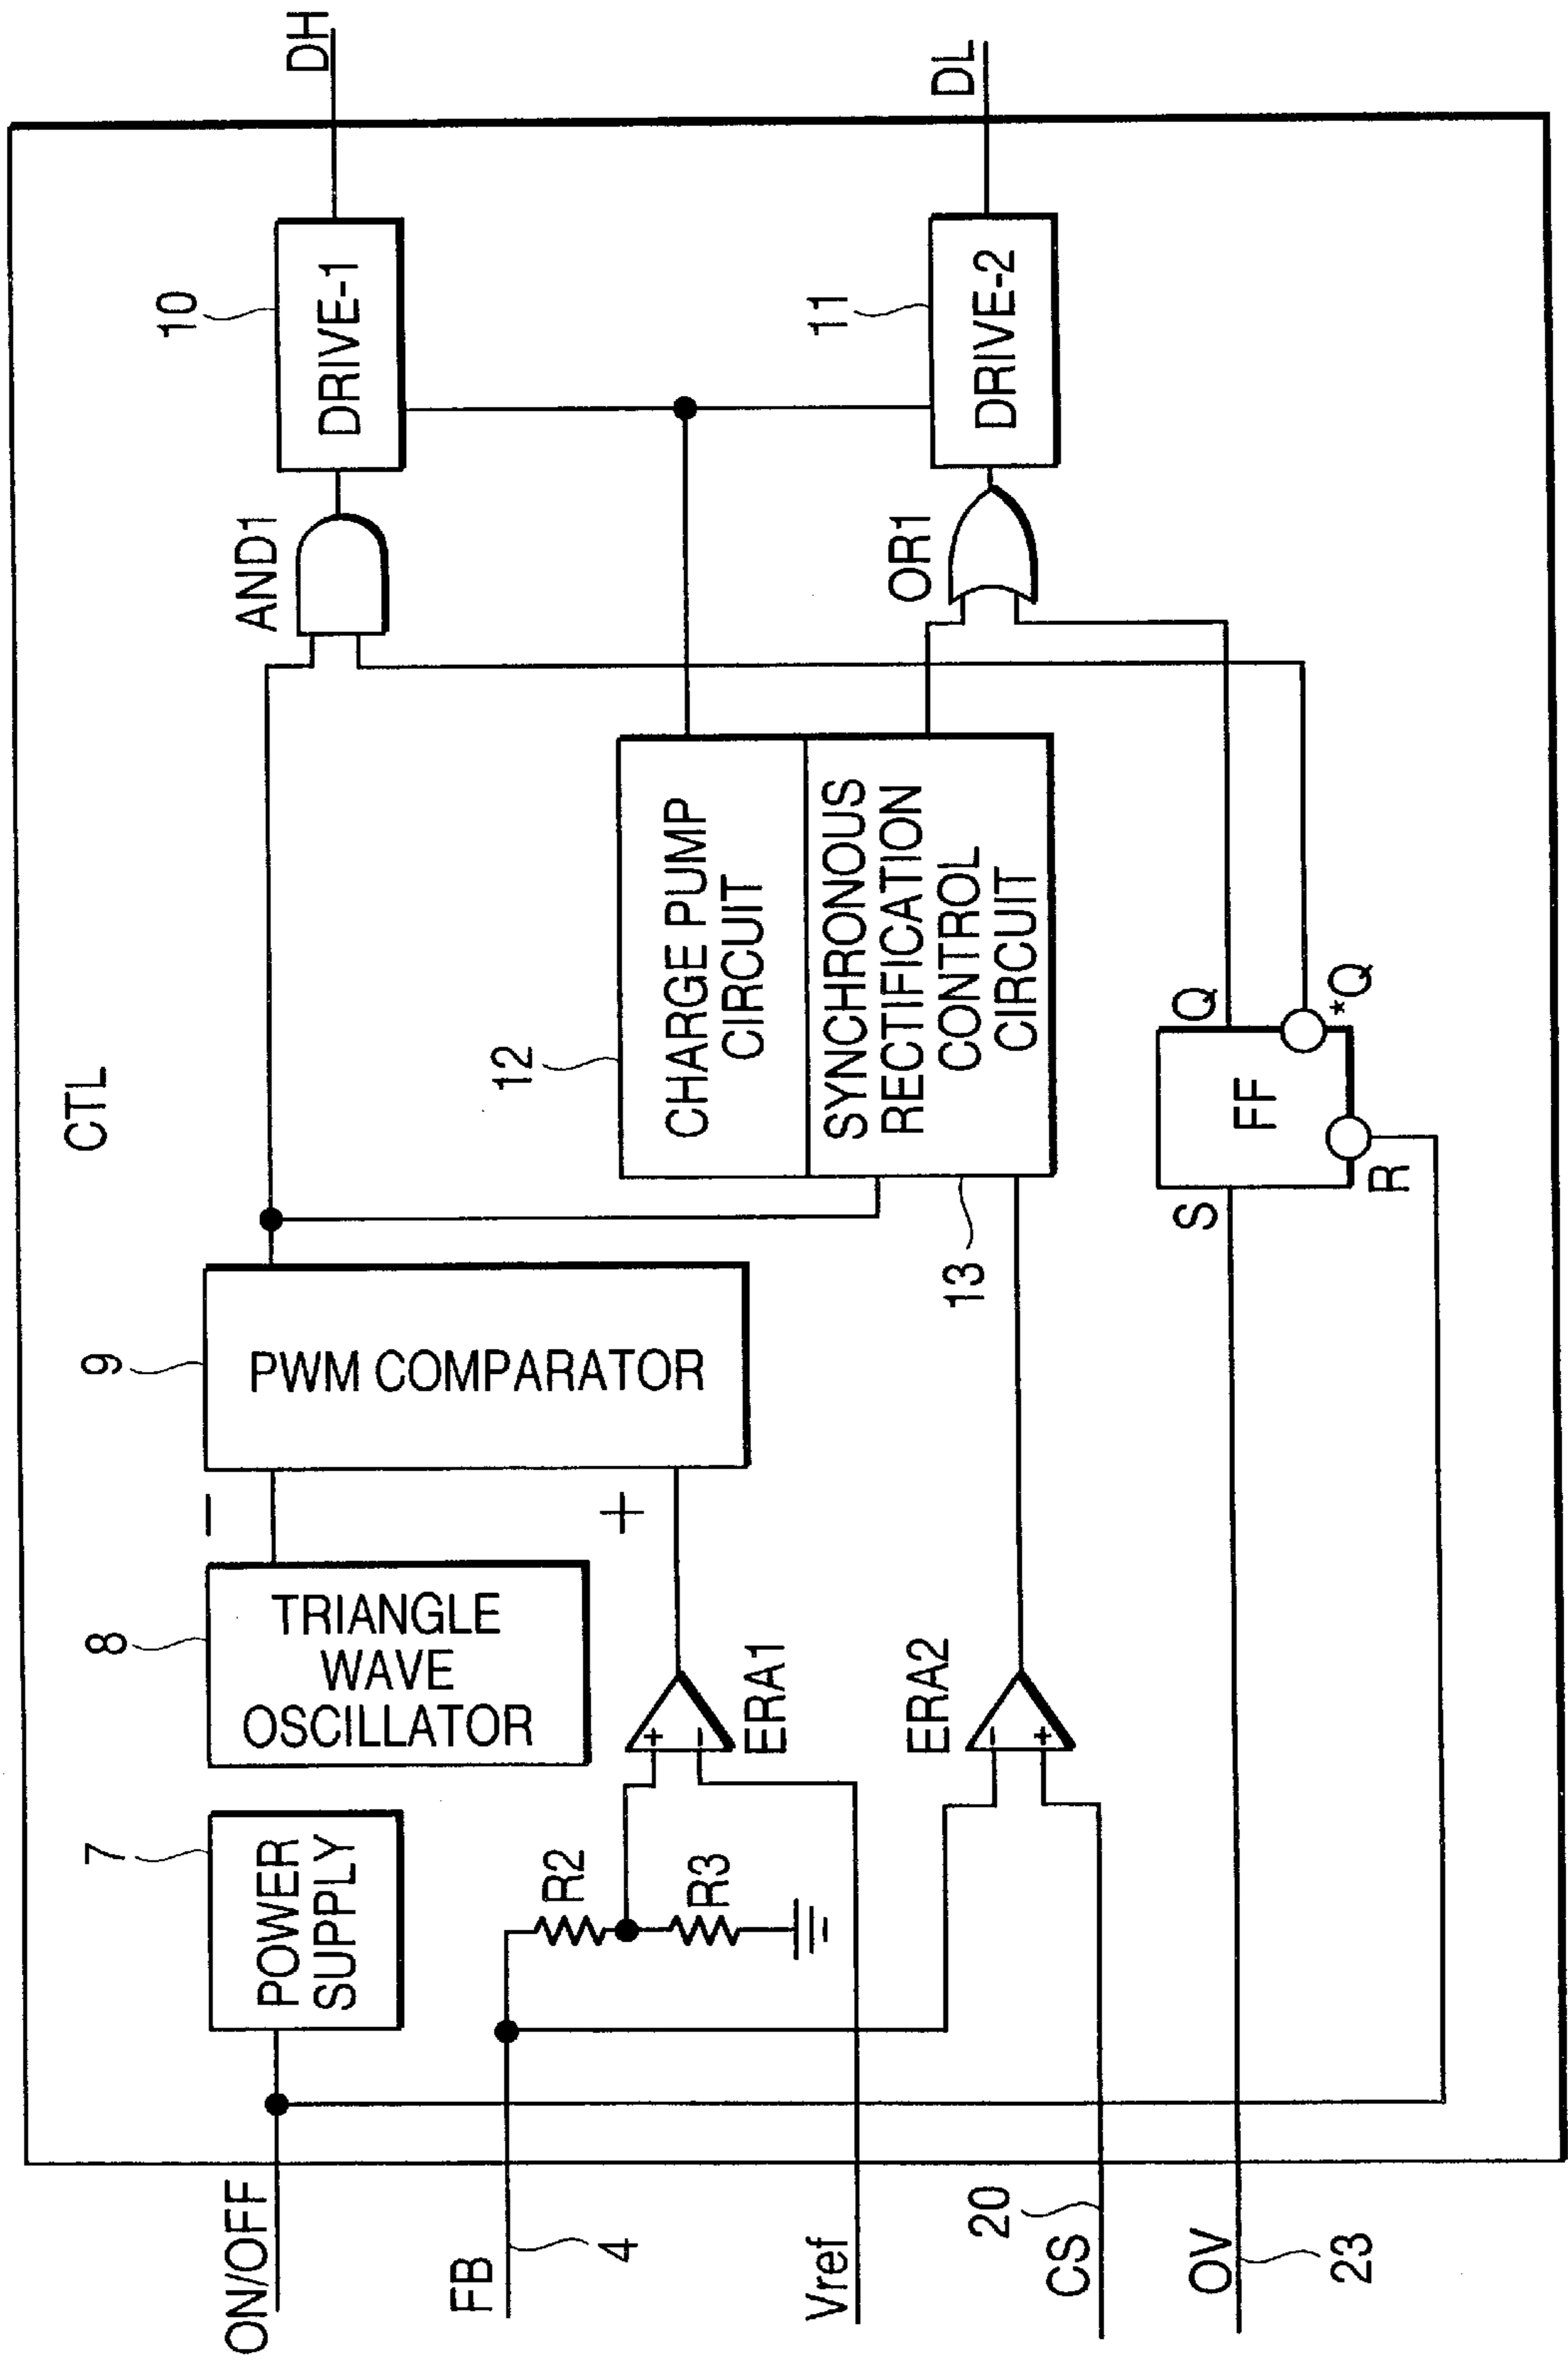 CTL
ON/OFF
7
POWER
SUPPLY
8
TRIANGLE
WAVE
OSCILLATOR
−
+
9
PWM COMPARATOR
AND1
10
DRIVE-1
DH
FB
4
R2
R3
+
−
ERA1
Vref
12
CHARGE PUMP
CIRCUIT
SYNCHRONOUS
RECTIFICATION
CONTROL
CIRCUIT
13
ERA2
−
+
20
CS
OR1
11
DRIVE-2
DL
OV
23
S
FF
Q
*Q
R